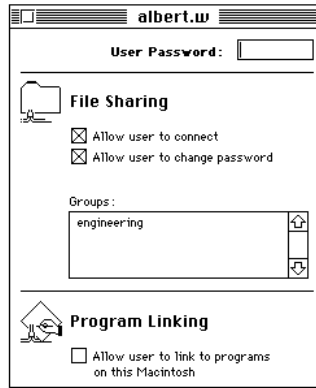 albert.w
User Password:
File Sharing
Allow user to connect
Allow user to change password
Groups:
engineering
Program Linking
Allow user to link to programs
on this Macintosh